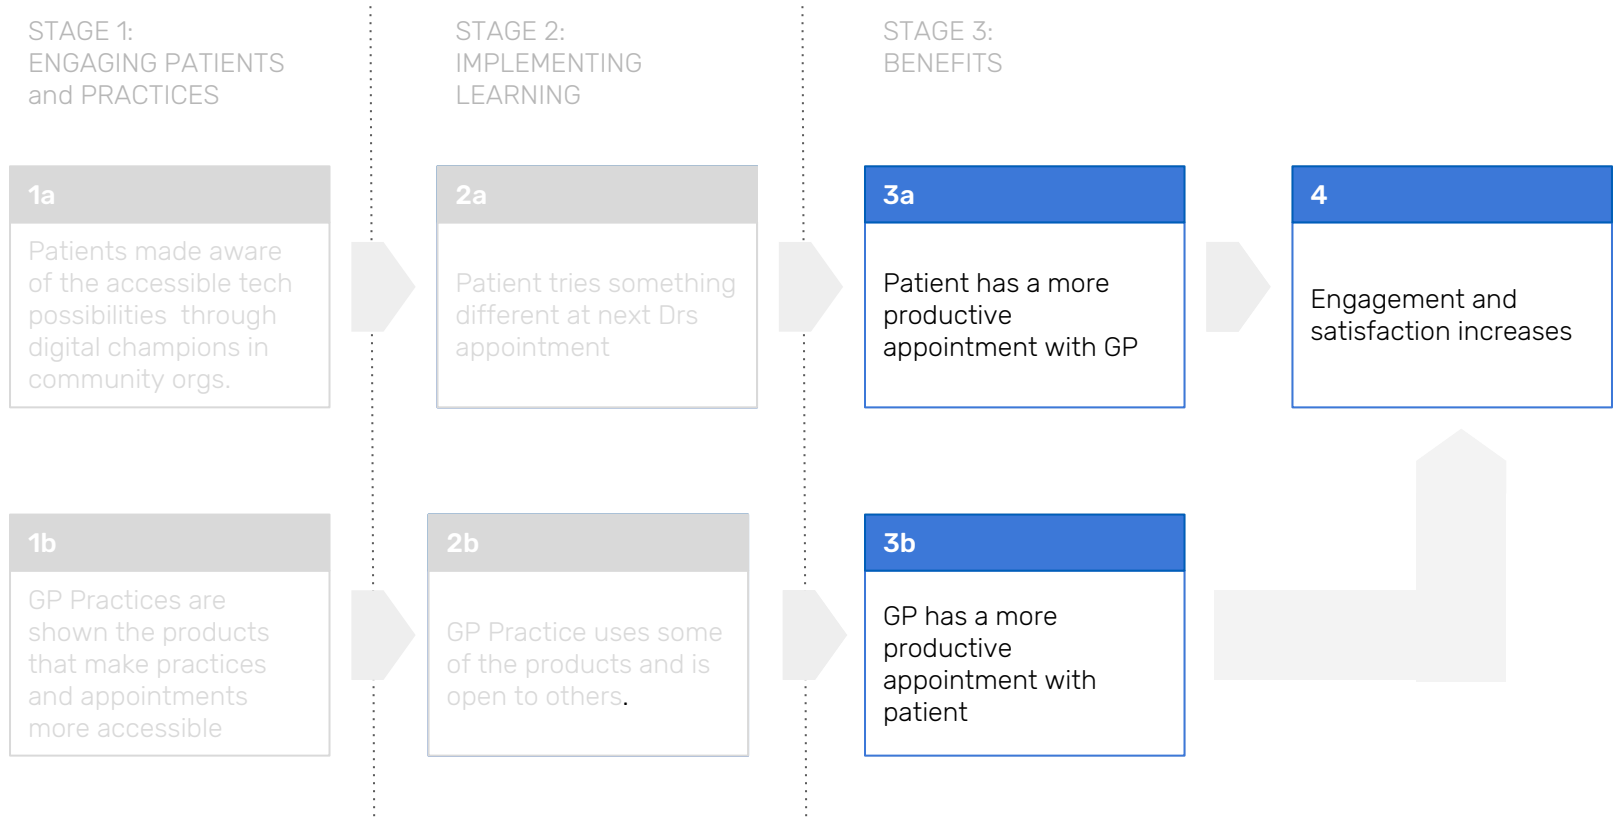 STAGE 1:
ENGAGING PATIENTS
and PRACTICES
STAGE 2:
IMPLEMENTING
LEARNING
STAGE 3:
BENEFITS
1a
Patients made aware
of the accessible tech
possibilities  through
digital champions in
community orgs.
2a
Patient tries something
different at next Drs
appointment
3a
Patient has a more
productive
appointment with GP
4
Engagement and
satisfaction increases
1b
GP Practices are
shown the products
that make practices
and appointments
more accessible
2b
GP Practice uses some
of the products and is
open to others.
3b
GP has a more
productive
appointment with
patient